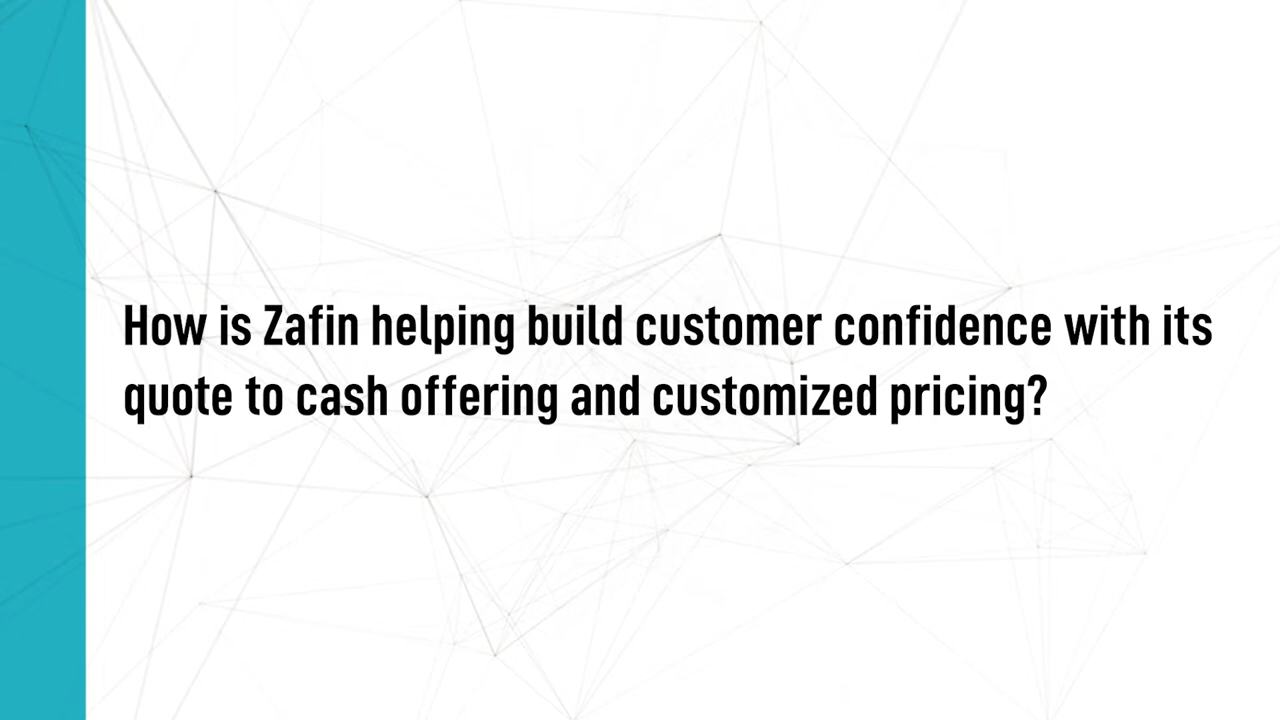 How is Zafin helping build customer confidence with its
quote to cash offering and customized pricing?